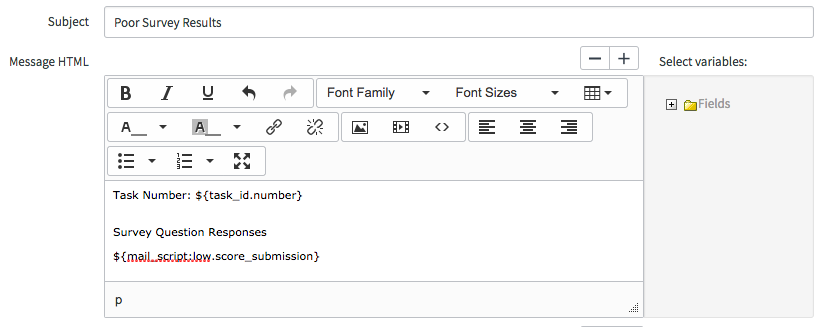 Subject
Poor Survey Results
Message HTML
Select variables:
B I U Font Family Font Sizes
Fields
A A
Task Number: ${task_id.number}
Survey Question Responses
${mail_script:low.score_submission}
p